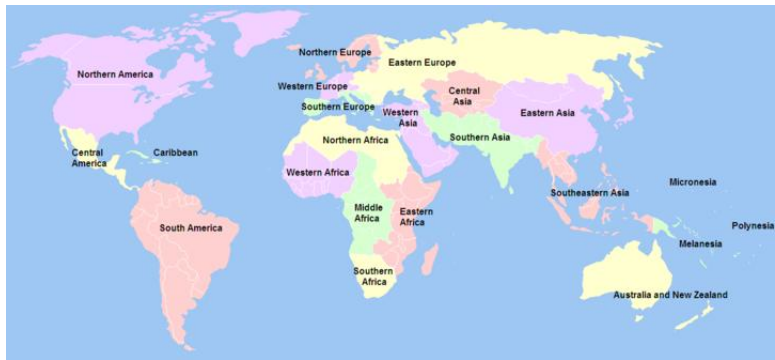 Northern Europe
Eastern Europe
Northern America
Western Europe
Central
Asia
Southern Europe
Western
Asia
Eastern Asia
Southern Asia
Northern Africa
Central
America
Caribbean
Western Africa
Southeastern Asia
Micronesia
Middle
Africa
Eastern
Africa
South America
Polynesia
Melanesia
Southern
Africa
Australia and New Zealand